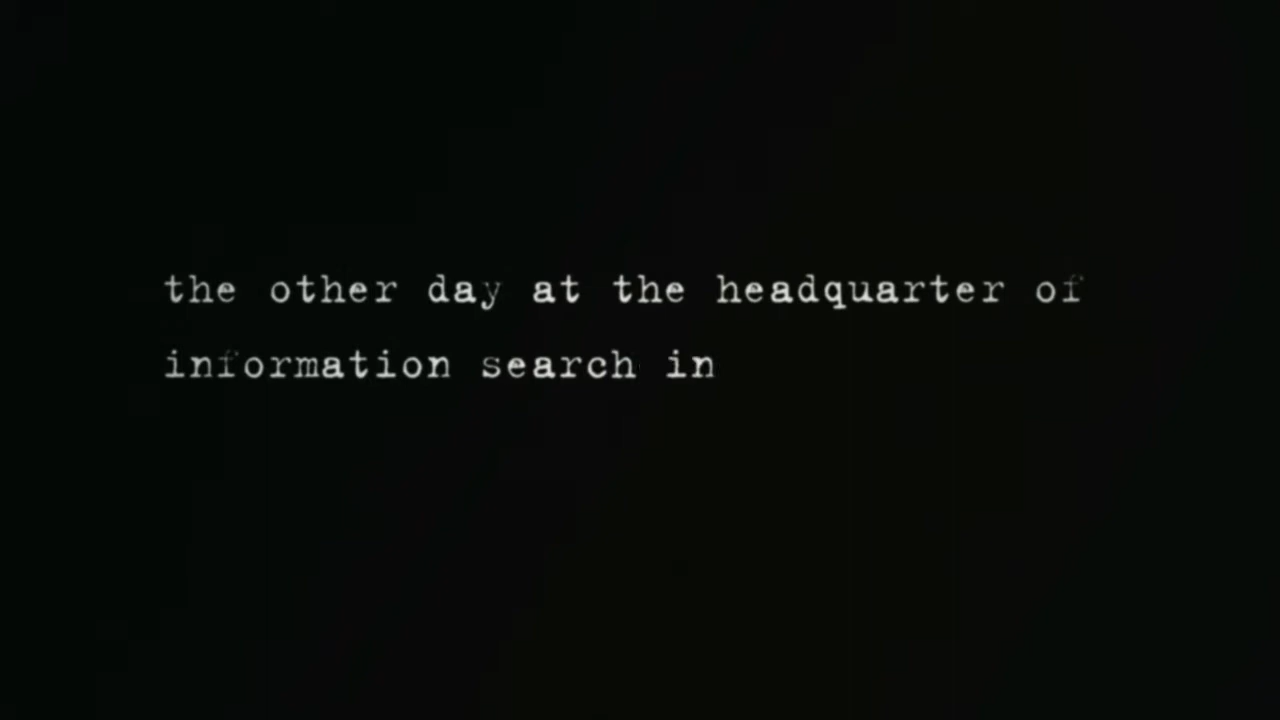 the other day at the headquarter of
information search in